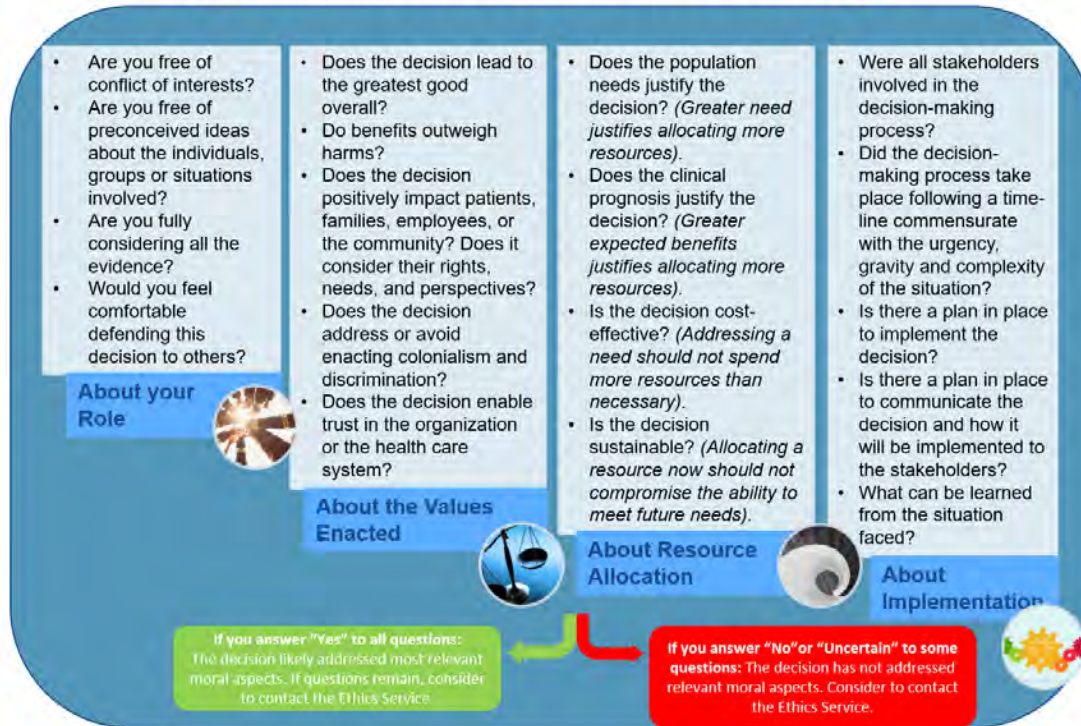 • Are you free of
conflict of interests?
• Are you free of
preconceived ideas
about the individuals,
groups or situations
involved?
• Are you fully
considering all the
evidence?
• Would you feel
comfortable
defending this
decision to others?
About your
Role
• Does the decision lead to
the greatest good
overall?
• Do benefits outweigh
harms?
• Does the decision
positively impact patients,
families, employees, or
the community? Does it
consider their rights,
needs, and perspectives?
• Does the decision
address or avoid
enacting colonialism and
discrimination?
• Does the decision enable
trust in the organization
or the health care
system?
About the Values
Enacted
• Does the population
needs justify the
decision? (Greater need
justifies allocating more
resources).
• Does the clinical
prognosis justify the
decision? (Greater
expected benefits
justifies allocating more
resources).
• Is the decision cost-
effective? (Addressing a
need should not spend
more resources than
necessary).
• Is the decision
sustainable? (Allocating a
resource now should not
compromise the ability to
meet future needs).
About Resource
Allocation
• Were all stakeholders
involved in the
decision-making
process?
• Did the decision-
making process take
place following a time-
line commensurate
with the urgency,
gravity and complexity
of the situation?
• Is there a plan in place
to implement the
decision?
• Is there a plan in place
to communicate the
decision and how it
will be implemented to
the stakeholders?
• What can be learned
from the situation
faced?
About
Implementation
If you answer "Yes" to all questions:
The decision likely addressed most relevant
moral aspects. If questions remain, consider
to contact the Ethics Service.
If you answer "No"or "Uncertain" to some
questions: The decision has not addressed
relevant moral aspects. Consider to contact
the Ethics Service.